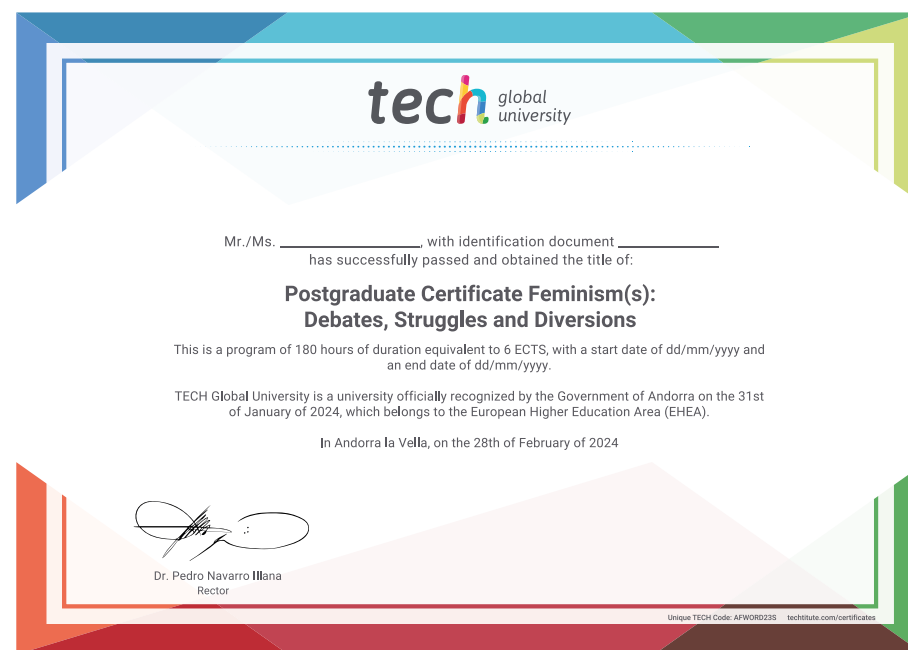 tech global
university
Mr./Ms. ____________, with identification document ____________
has successfully passed and obtained the title of:
Postgraduate Certificate Feminism(s):
Debates, Struggles and Diversions
This is a program of 180 hours of duration equivalent to 6 ECTS, with a start date of dd/mm/yyyy and
an end date of dd/mm/yyyy.
TECH Global University is a university officially recognized by the Government of Andorra on the 31st
of January of 2024, which belongs to the European Higher Education Area (EHEA).
In Andorra la Vella, on the 28th of February of 2024
Dr. Pedro Navarro Illana
Rector
Unique TECH Code: AFWORD23S techtitute.com/certificates